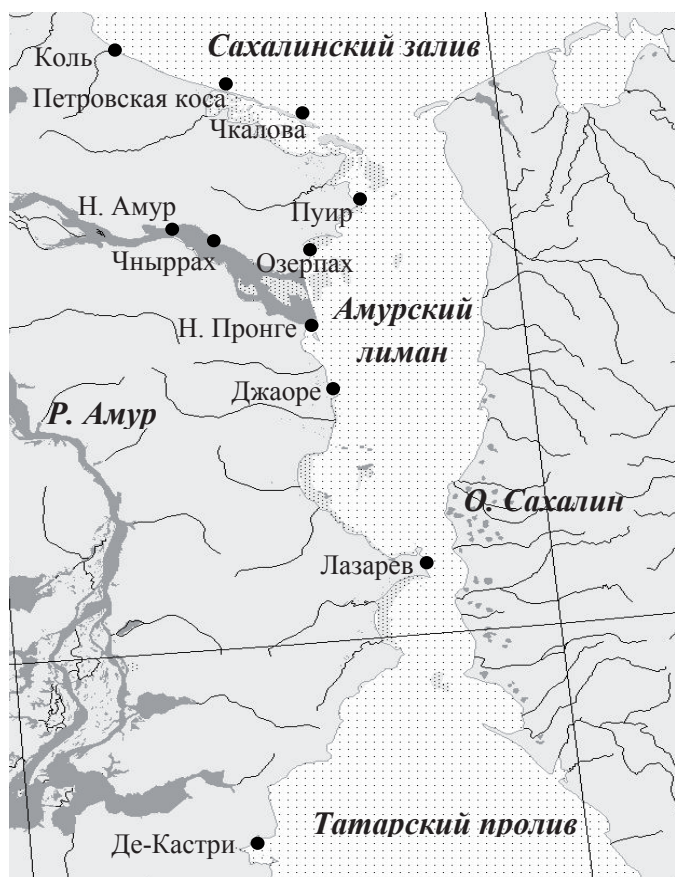 Сахалинский залив
Коль
Петровская коса
Чкалова
Н. Амур
Пуир
Чныррах
Озерпах
Амурский
лиман
Н. Пронге
Джаоре
Р. Амур
О. Сахалин
Лазарев
Татарский пролив
Де-Кастри